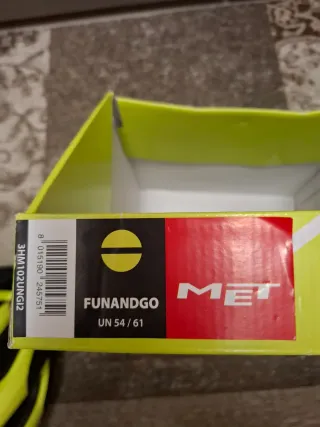 3HM102UNGI2
8 015190 245751
FUNANDGO
UN 54 / 61
MET